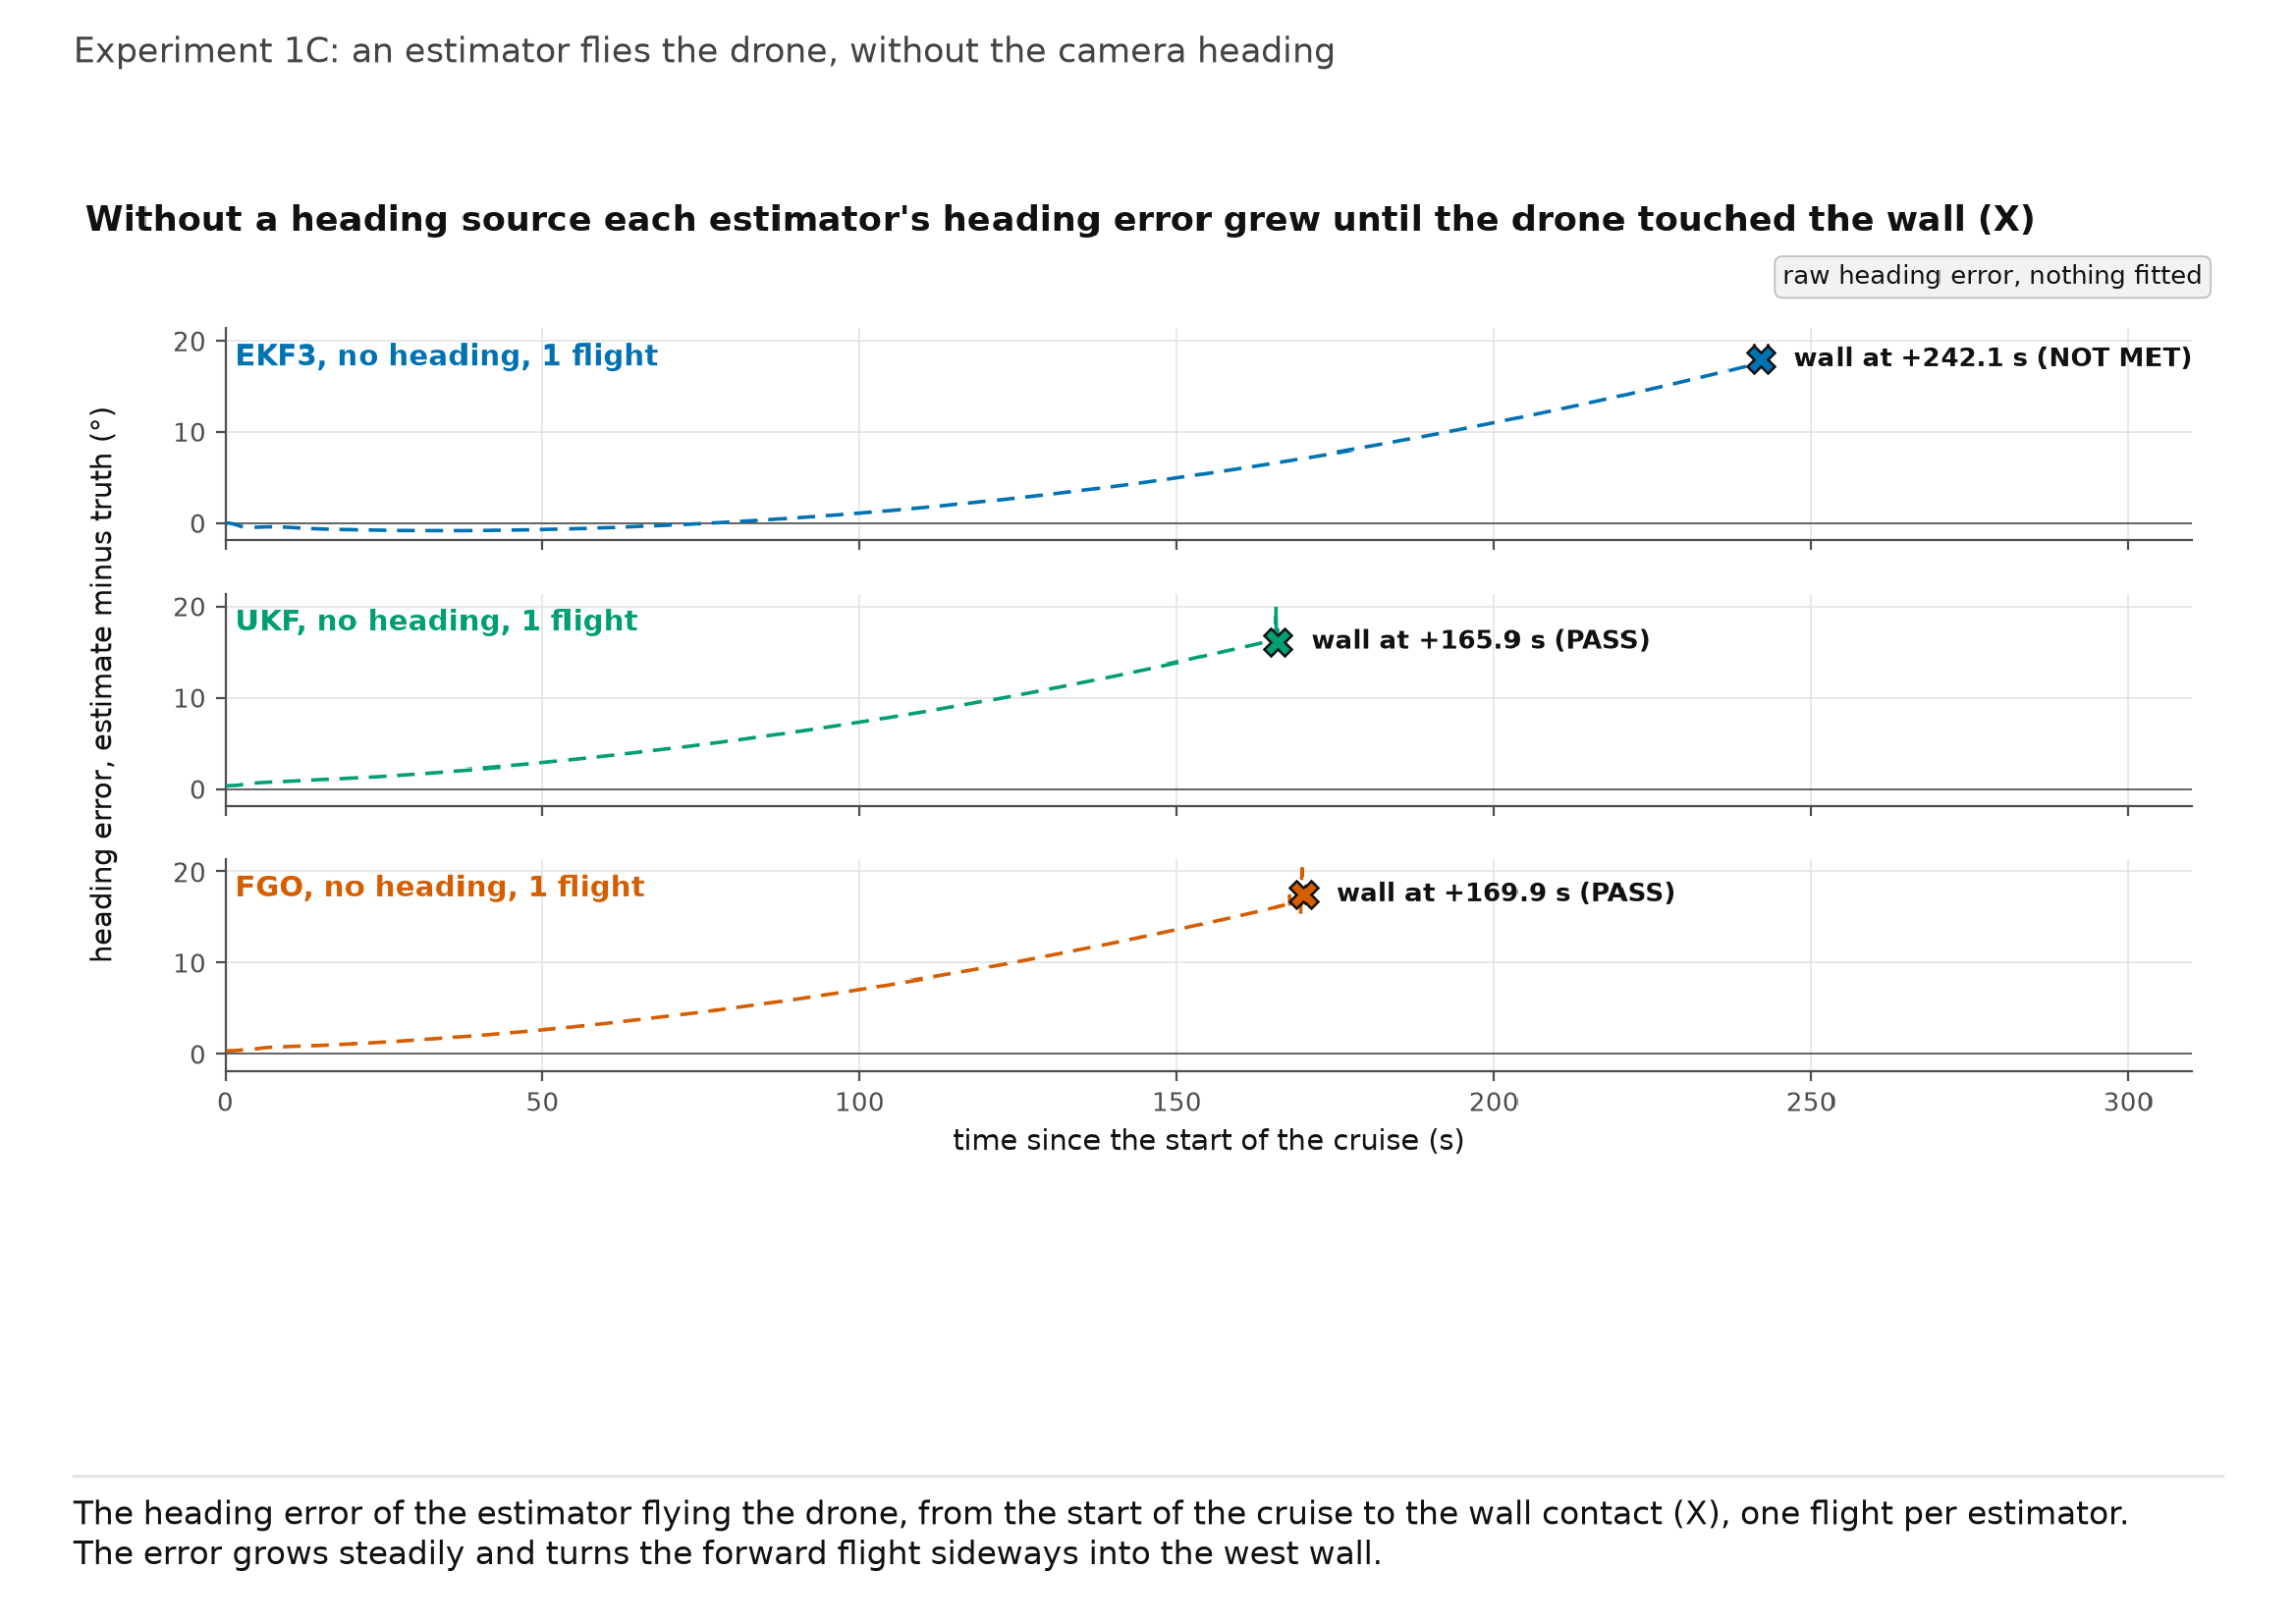 Experiment 1C: an estimator flies the drone, without the camera heading
Without a heading source each estimator's heading error grew until the drone touched the wall (X)
raw heading error, nothing fitted
heading error, estimate minus truth (°)
20
10
0
EKF3, no heading, 1 flight
wall at +242.1 s (NOT MET)
20
10
0
UKF, no heading, 1 flight
wall at +165.9 s (PASS)
20
10
0
FGO, no heading, 1 flight
wall at +169.9 s (PASS)
0 50 100 150 200 250 300
time since the start of the cruise (s)
The heading error of the estimator flying the drone, from the start of the cruise to the wall contact (X), one flight per estimator.
The error grows steadily and turns the forward flight sideways into the west wall.